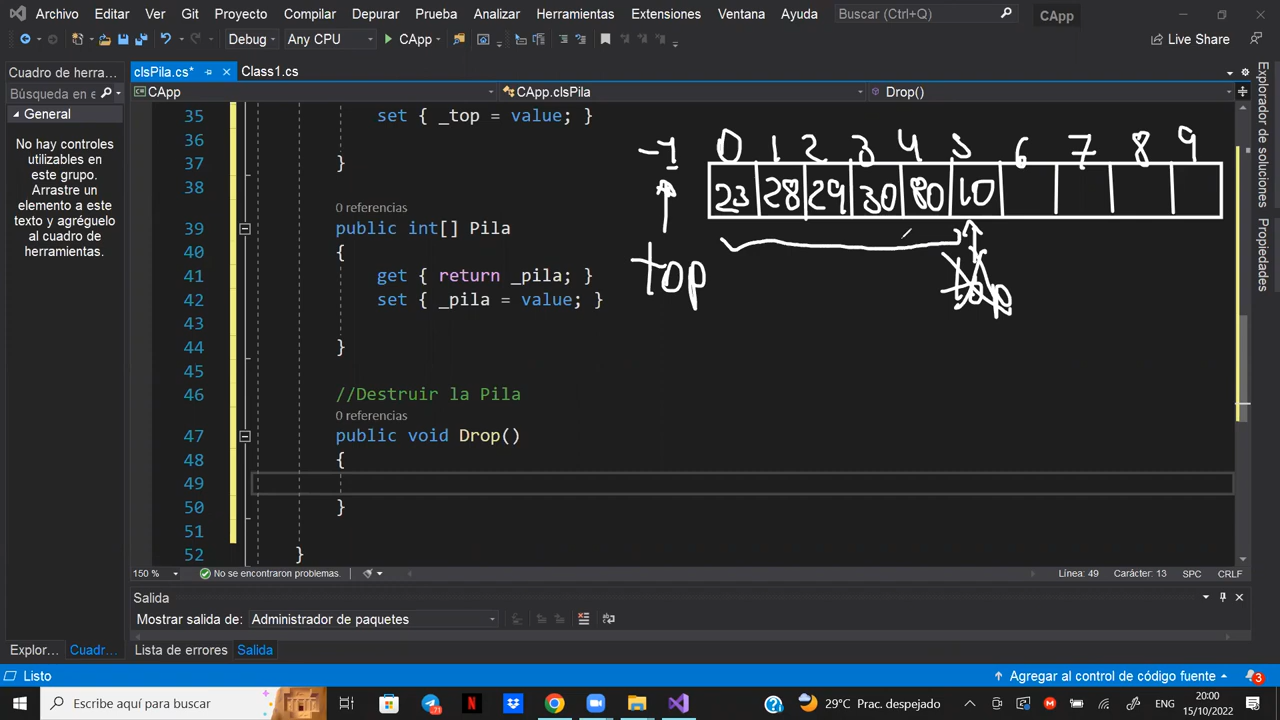 Archivo Editar Ver Git Proyecto Compilar Depurar Prueba Analizar Herramientas Extensiones Ventana Ayuda Buscar (Ctrl+Q) CApp
Debug Any CPU CApp Live Share
Cuadro de herra... clsPila.cs* Class1.cs
Búsqueda en e CApp CApp.clsPila Drop()
General
No hay controles
utilizables en
este grupo.
Arrastre un
elemento a este
texto y agréguelo
al cuadro de
herramientas.
35 set { _top = value; }
36
37 }
38
0 referencias
39 public int[] Pila
40 {
41 get { return _pila; }
42 set { _pila = value; }
43
44 }
45
46 //Destruir la Pila
0 referencias
47 public void Drop()
48 {
49
50 }
51
52 }
-1 0 1 2 3 4 5 6 7 8 9
23 28 29 30 80 10
top top
Explorador de soluciones
Propiedades
150 % No se encontraron problemas. Línea: 49 Carácter: 13 SPC CRLF
Salida
Mostrar salida de: Administrador de paquetes
Explor... Cuadr... Lista de errores Salida
Listo Agregar al control de código fuente 3
Escribe aquí para buscar 29°C Prac. despejado 20:00
15/10/2022